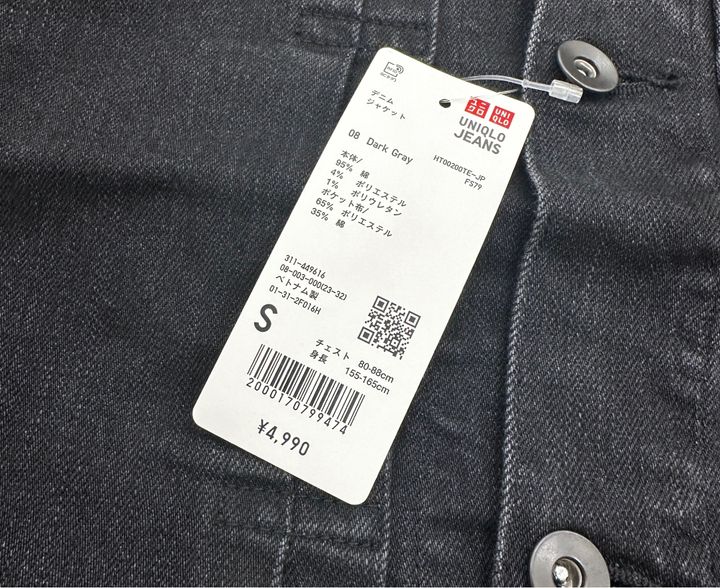 デニム
ジャケット
ユニクロ
UNIQLO
UNIQLO
JEANS
08 Dark Gray
HT00200TE-JP
FS79
本体/
95% 綿
4% ポリエステル
1% ポリウレタン
ポケット布/
65% ポリエステル
35% 綿
311-449616
08-003-000(23-32)
ベトナム製
01-31-2F016H
S
チェスト 80-88cm
身長 155-165cm
2000170799474
¥4,990